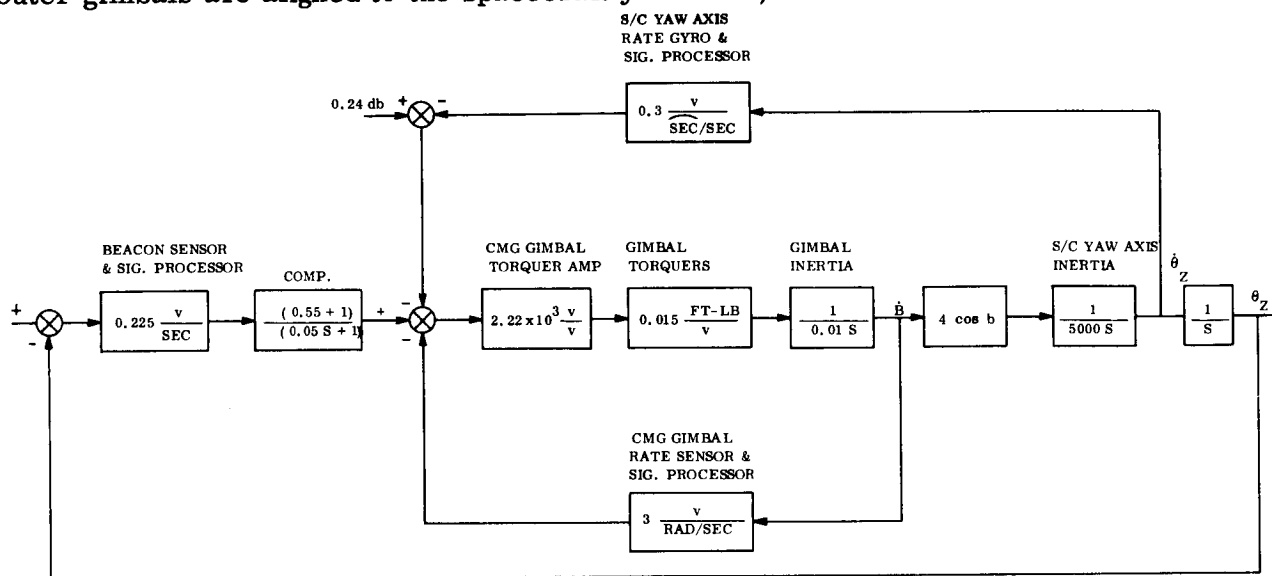 outer gimbals are aligned to the spacecraft
S/C YAW AXIS
RATE GYRO &
SIG. PROCESSOR
0.24 db + -
0.3 v
SEC/SEC
BEACON SENSOR
& SIG. PROCESSOR
0.225 v
SEC
COMP.
( 0.55 + 1)
( 0.05 S + 1)
+ -
+ - -
CMG GIMBAL
TORQUER AMP
2.22 x 10³ v
v
GIMBAL
TORQUERS
0.015 FT-LB
v
GIMBAL
INERTIA
1
0.01 S
Ḃ
4 cos b
S/C YAW AXIS
INERTIA
1
5000 S
θ̇
Z
1
S
θ
Z
CMG GIMBAL
RATE SENSOR &
SIG. PROCESSOR
3 v
RAD/SEC